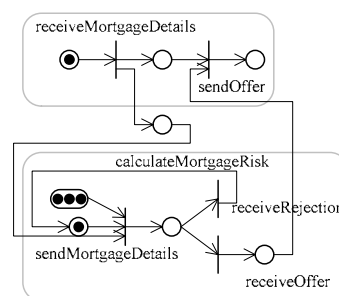 receiveMortgageDetails
sendOffer
calculateMortgageRisk
receiveRejection
sendMortgageDetails
receiveOffer